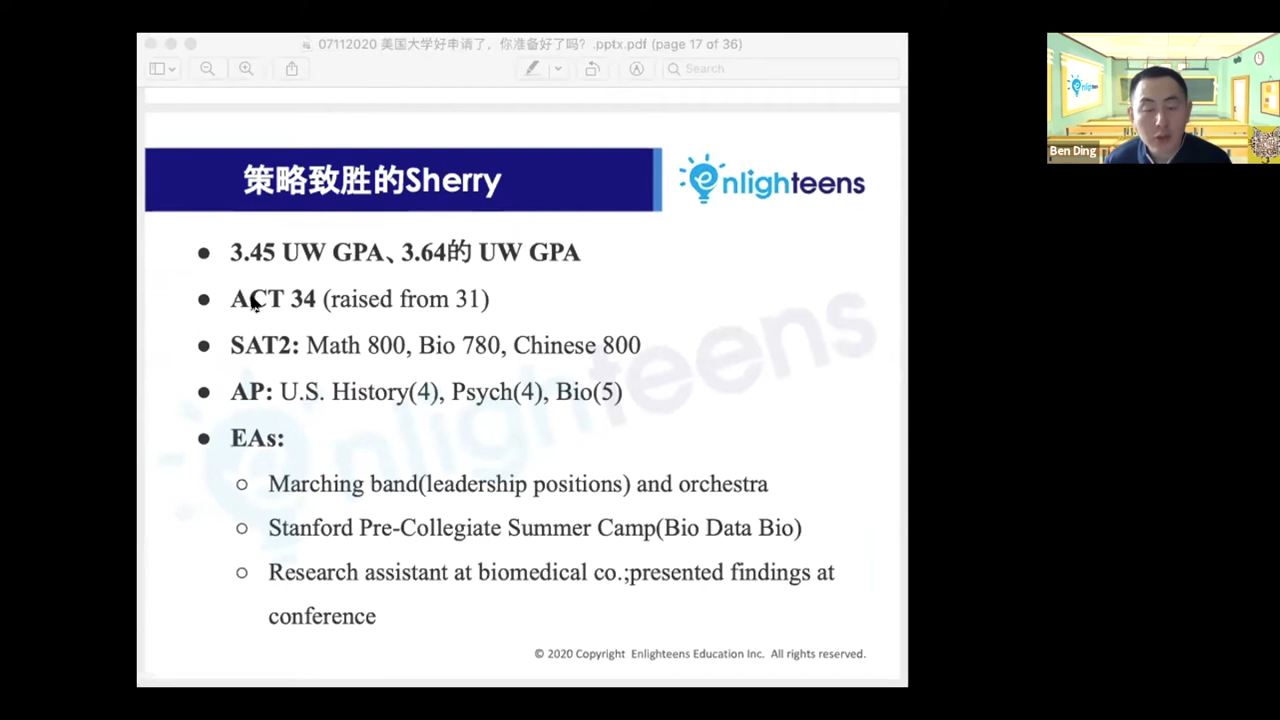 07112020 美国大学好申请了，你准备好了吗？.pptx.pdf (page 17 of 36)
Search
策略致胜的Sherry
enlighteens
● 3.45 UW GPA、3.64的 UW GPA
● ACT 34 (raised from 31)
● SAT2: Math 800, Bio 780, Chinese 800
● AP: U.S. History(4), Psych(4), Bio(5)
● EAs:
○ Marching band(leadership positions) and orchestra
○ Stanford Pre-Collegiate Summer Camp(Bio Data Bio)
○ Research assistant at biomedical co.;presented findings at
conference
enlighteens
© 2020 Copyright Enlighteens Education Inc. All rights reserved.
enlighteens
Ben Ding